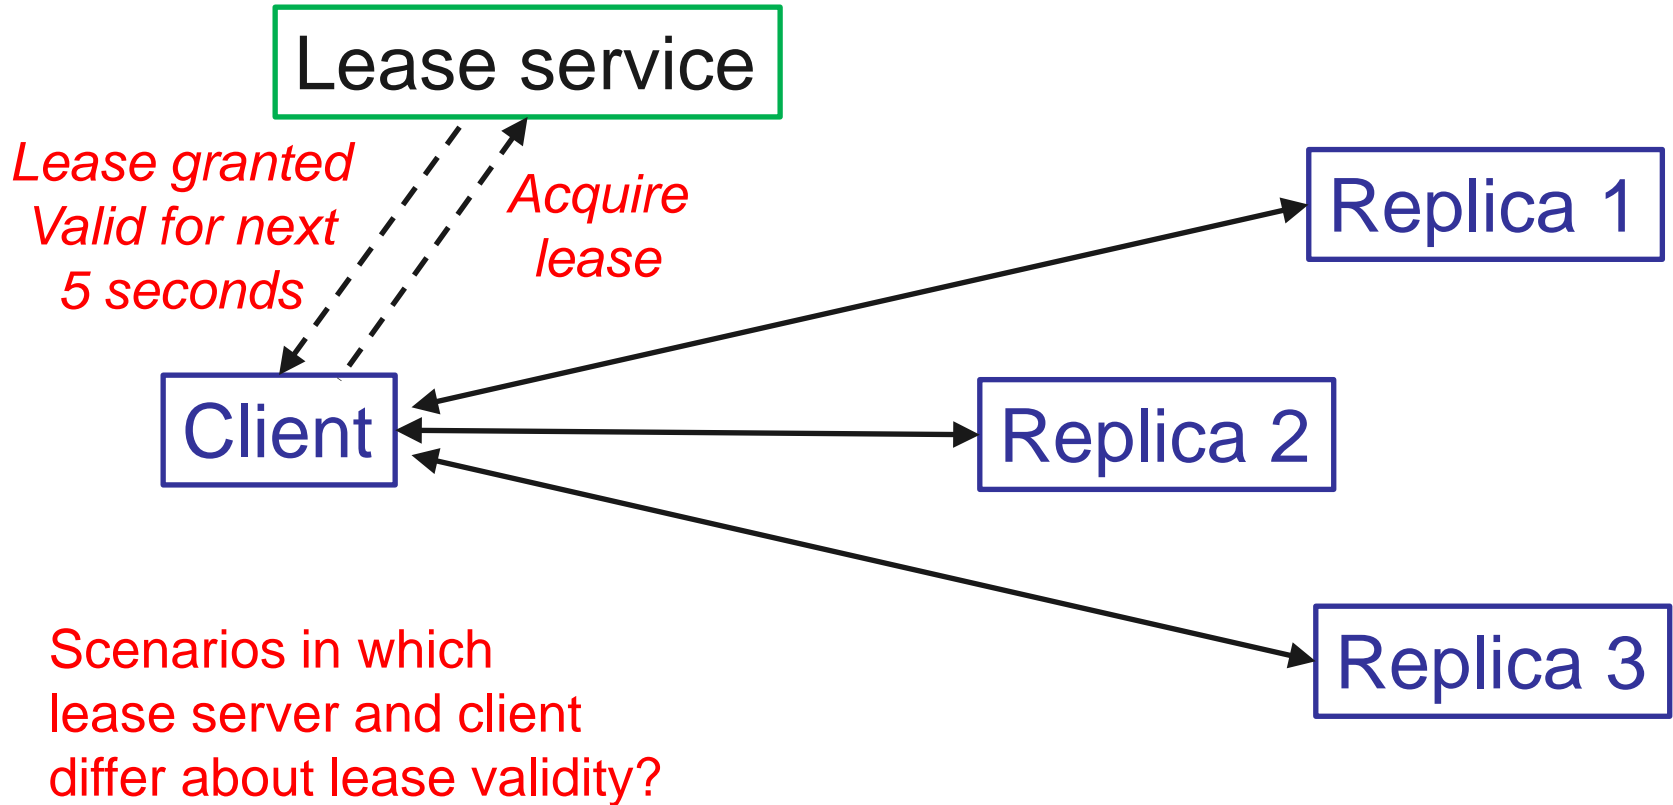 Lease service
Lease granted
Valid for next
5 seconds
Acquire
lease
Replica 1
Client
Replica 2
Replica 3
Scenarios in which
lease server and client
differ about lease validity?